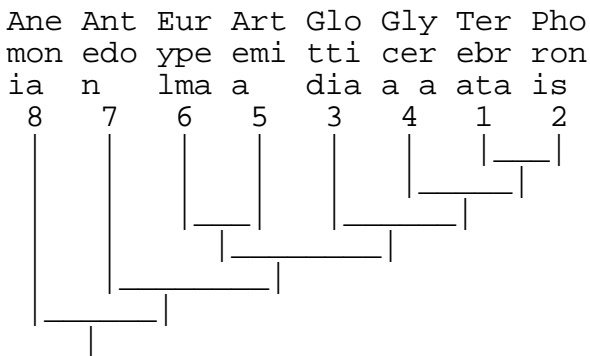 Ane Ant Eur Art Glo Gly Ter Pho
mon edo ype emi tti cer ebr ron
ia n lma a dia a a ata is
8 7 6 5 3 4 1 2